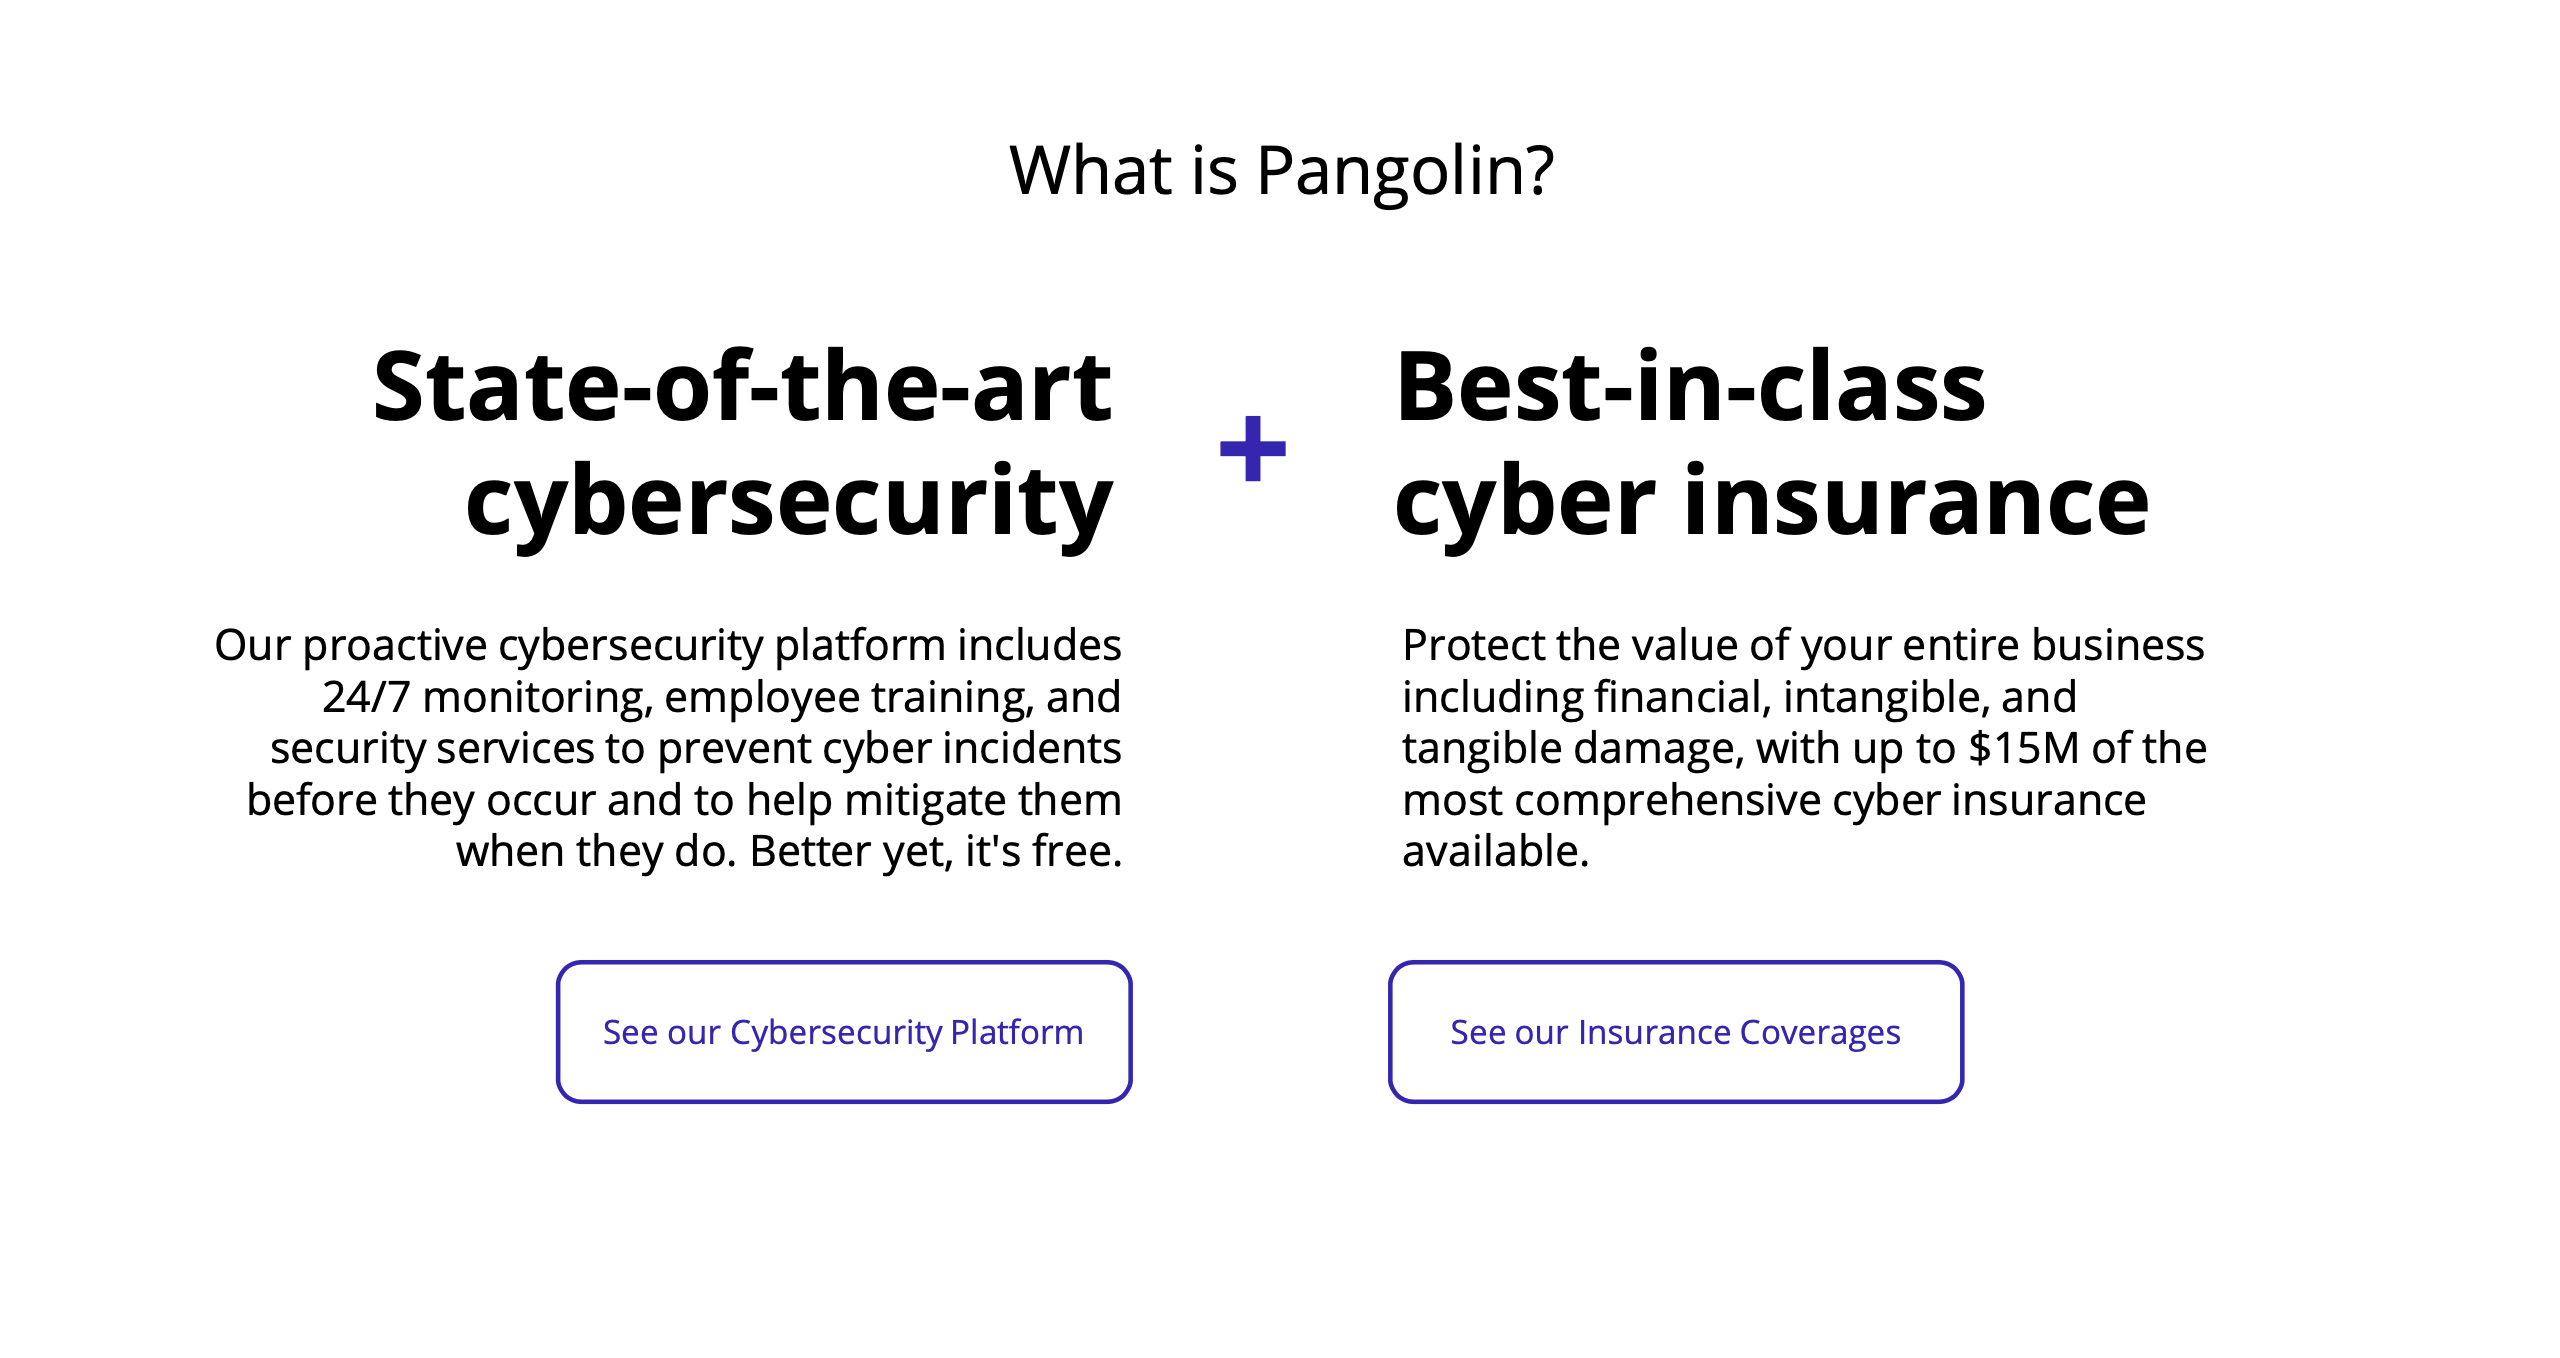 What is Pangolin?
State-of-the-art
cybersecurity
+
Best-in-class
cyber insurance
Our proactive cybersecurity platform includes
24/7 monitoring, employee training, and
security services to prevent cyber incidents
before they occur and to help mitigate them
when they do. Better yet, it's free.
Protect the value of your entire business
including financial, intangible, and
tangible damage, with up to $15M of the
most comprehensive cyber insurance
available.
See our Cybersecurity Platform
See our Insurance Coverages